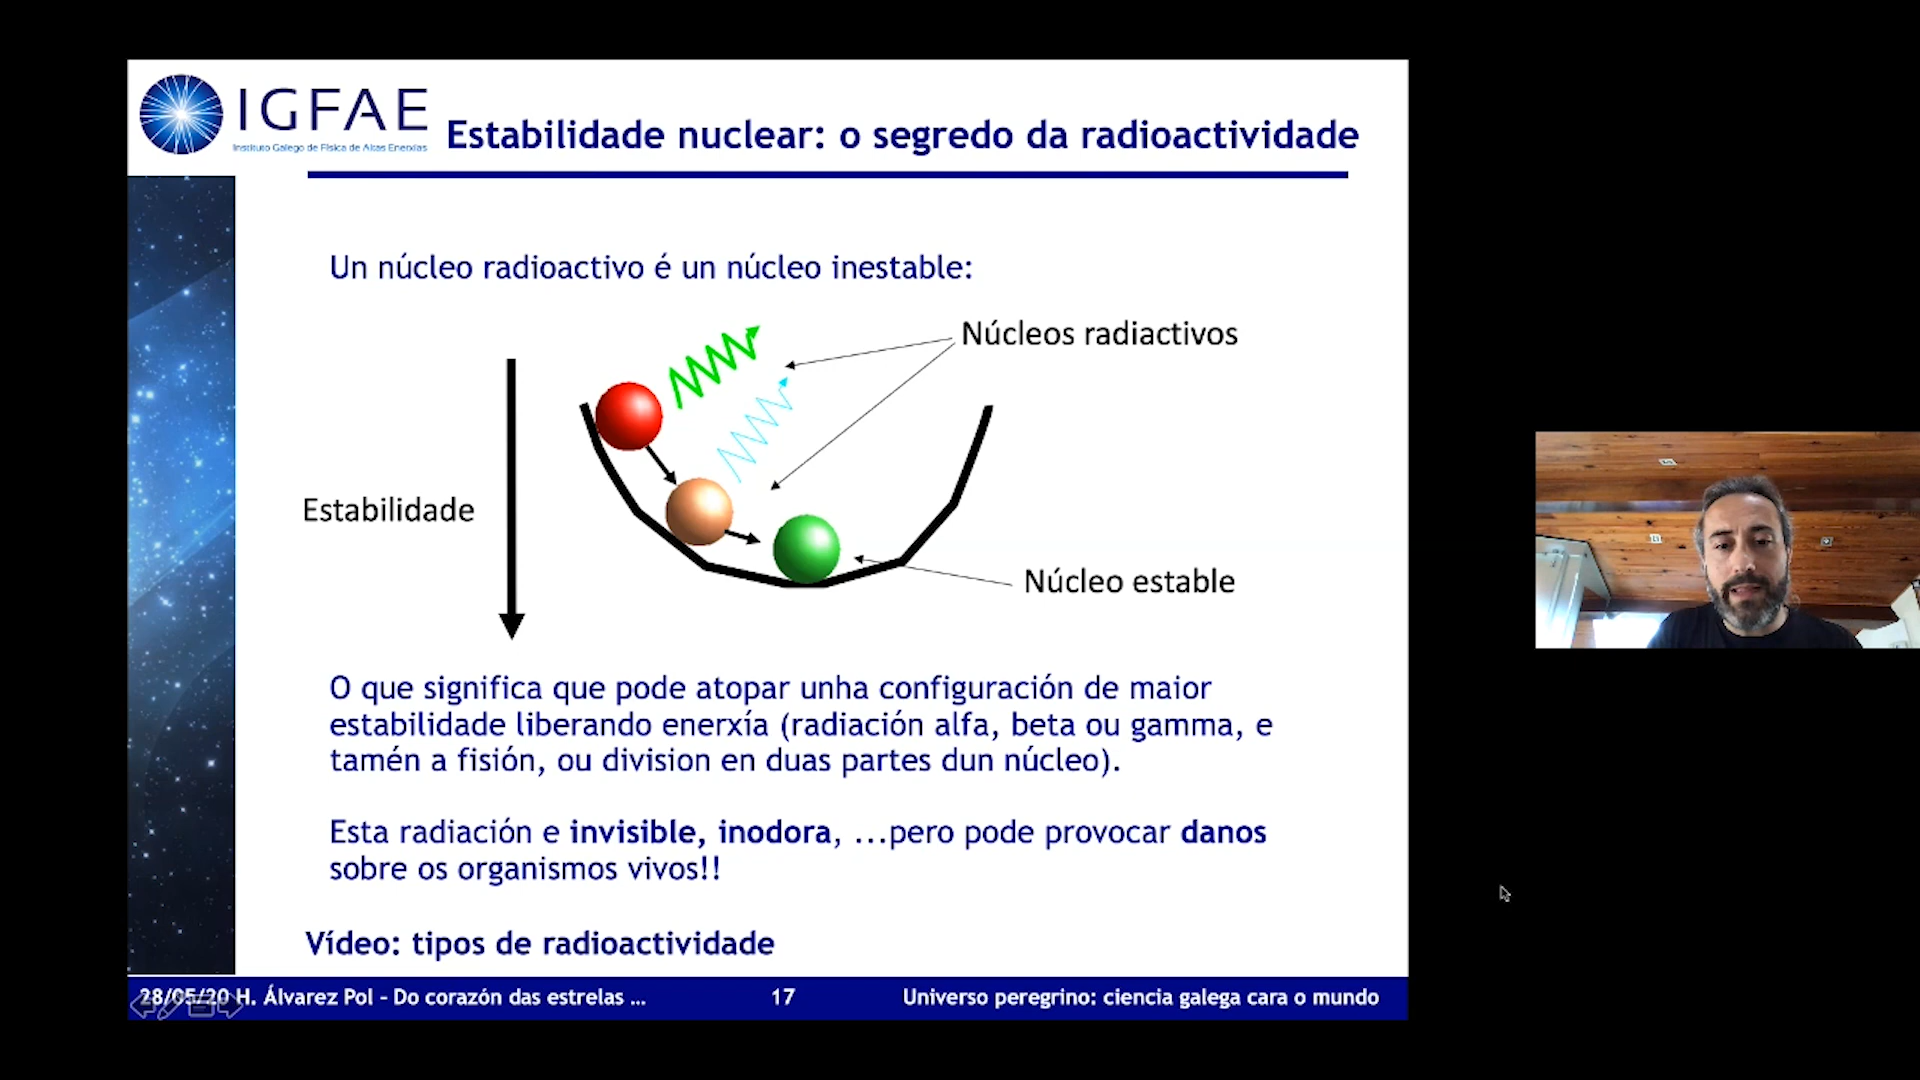 IGFAE
Instituto Galego de Física de Altas Enerxías
Estabilidade nuclear: o segredo da radioactividade
Un núcleo radioactivo é un núcleo inestable:
Núcleos radiactivos
Estabilidade
Núcleo estable
O que significa que pode atopar unha configuración de maior
estabilidade liberando enerxía (radiación alfa, beta ou gamma, e
tamén a fisión, ou division en duas partes dun núcleo).
Esta radiación e invisible, inodora, ...pero pode provocar danos
sobre os organismos vivos!!
Vídeo: tipos de radioactividade
28/05/20 H. Álvarez Pol - Do corazón das estrelas ...
17
Universo peregrino: ciencia galega cara o mundo